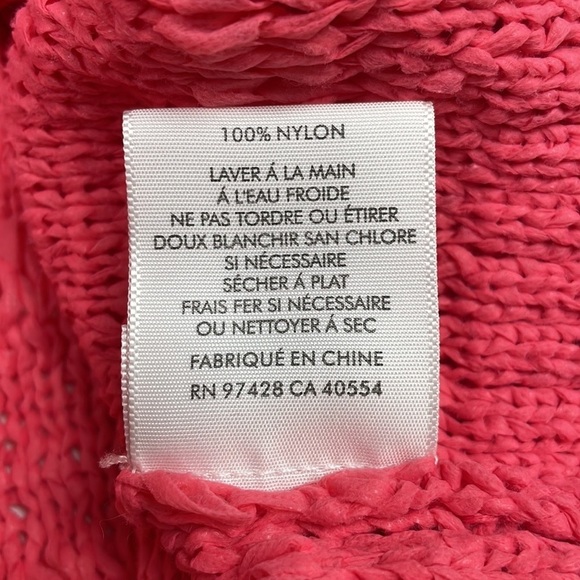 100% NYLON
LAVER Á LA MAIN
Á L'EAU FROIDE
NE PAS TORDRE OU ÉTIRER
DOUX BLANCHIR SAN CHLORE
SI NÉCESSAIRE
SÉCHER Á PLAT
FRAIS FER SI NÉCESSAIRE
OU NETTOYER Á SEC
FABRIQUÉ EN CHINE
RN 97428 CA 40554